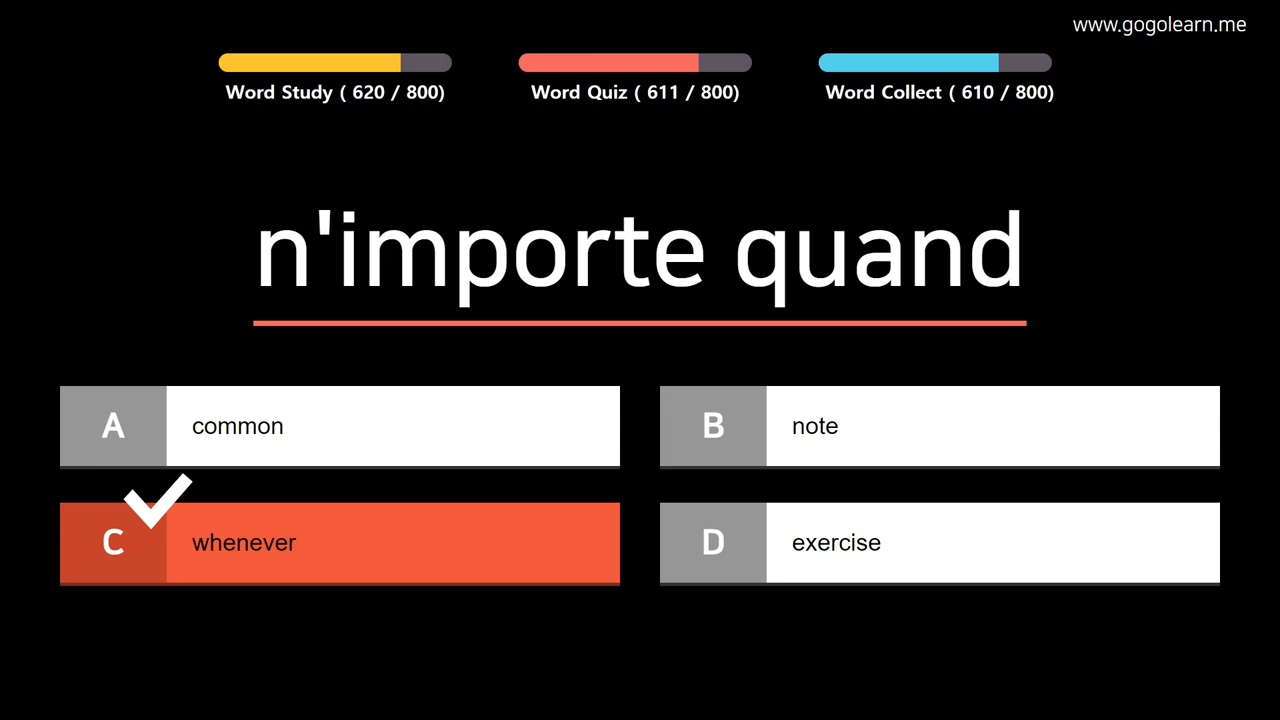 www.gogolearn.me
Word Study ( 620 / 800)
Word Quiz ( 611 / 800)
Word Collect ( 610 / 800)
n'importe quand
A common
B note
C whenever
D exercise